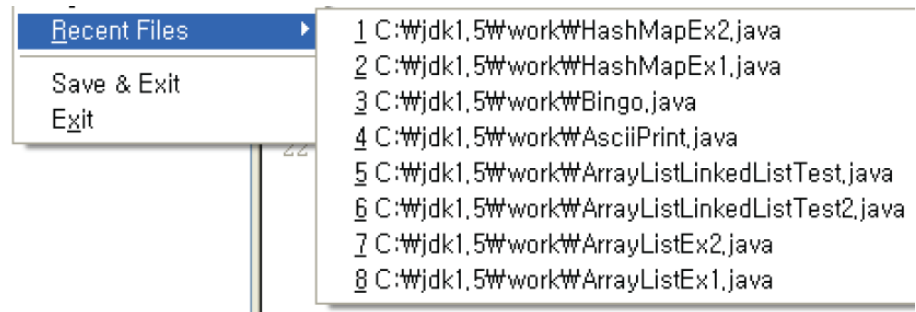 Recent Files
Save & Exit
Exit
22
1 C:₩jdk1.5₩work₩HashMapEx2.java
2 C:₩jdk1.5₩work₩HashMapEx1.java
3 C:₩jdk1.5₩work₩Bingo.java
4 C:₩jdk1.5₩work₩AsciiPrint.java
5 C:₩jdk1.5₩work₩ArrayListLinkedListTest.java
6 C:₩jdk1.5₩work₩ArrayListLinkedListTest2.java
7 C:₩jdk1.5₩work₩ArrayListEx2.java
8 C:₩jdk1.5₩work₩ArrayListEx1.java